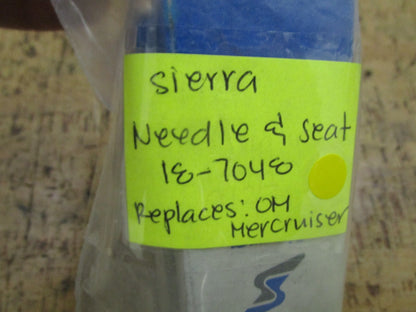 Sierra
Needle & Seat
18-7048
Replaces: OM
Mercruiser